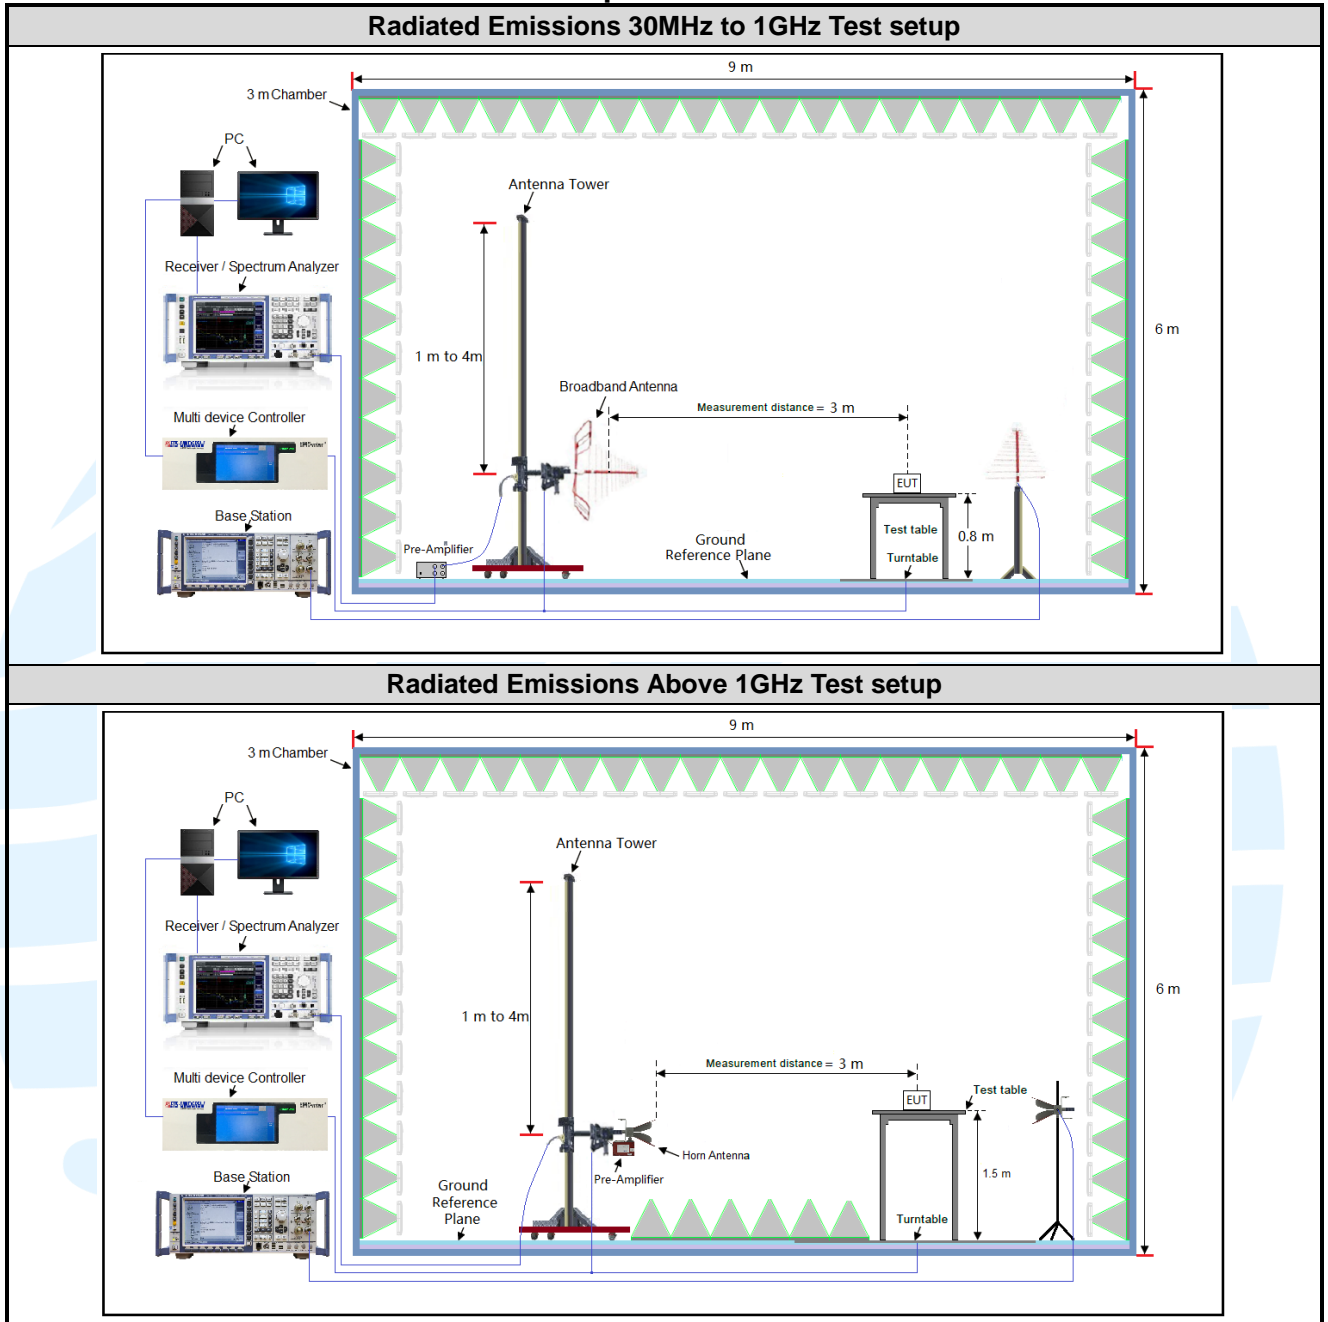 Radiated Emissions 30MHz to 1GHz Test setup
9 m
3 m Chamber
PC
Antenna Tower
Receiver / Spectrum Analyzer
6 m
1 m to 4m
Broadband Antenna
Measurement distance = 3 m
Multi device Controller
EUT
Base Station
Test table
0.8 m
Ground
Reference Plane
Pre-Amplifier
Turntable
Radiated Emissions Above 1GHz Test setup
9 m
3 m Chamber
PC
Antenna Tower
Receiver / Spectrum Analyzer
6 m
1 m to 4m
Measurement distance = 3 m
Multi device Controller
Test table
EUT
Horn Antenna
Pre-Amplifier
1.5 m
Base Station
Ground
Reference
Plane
Turntable